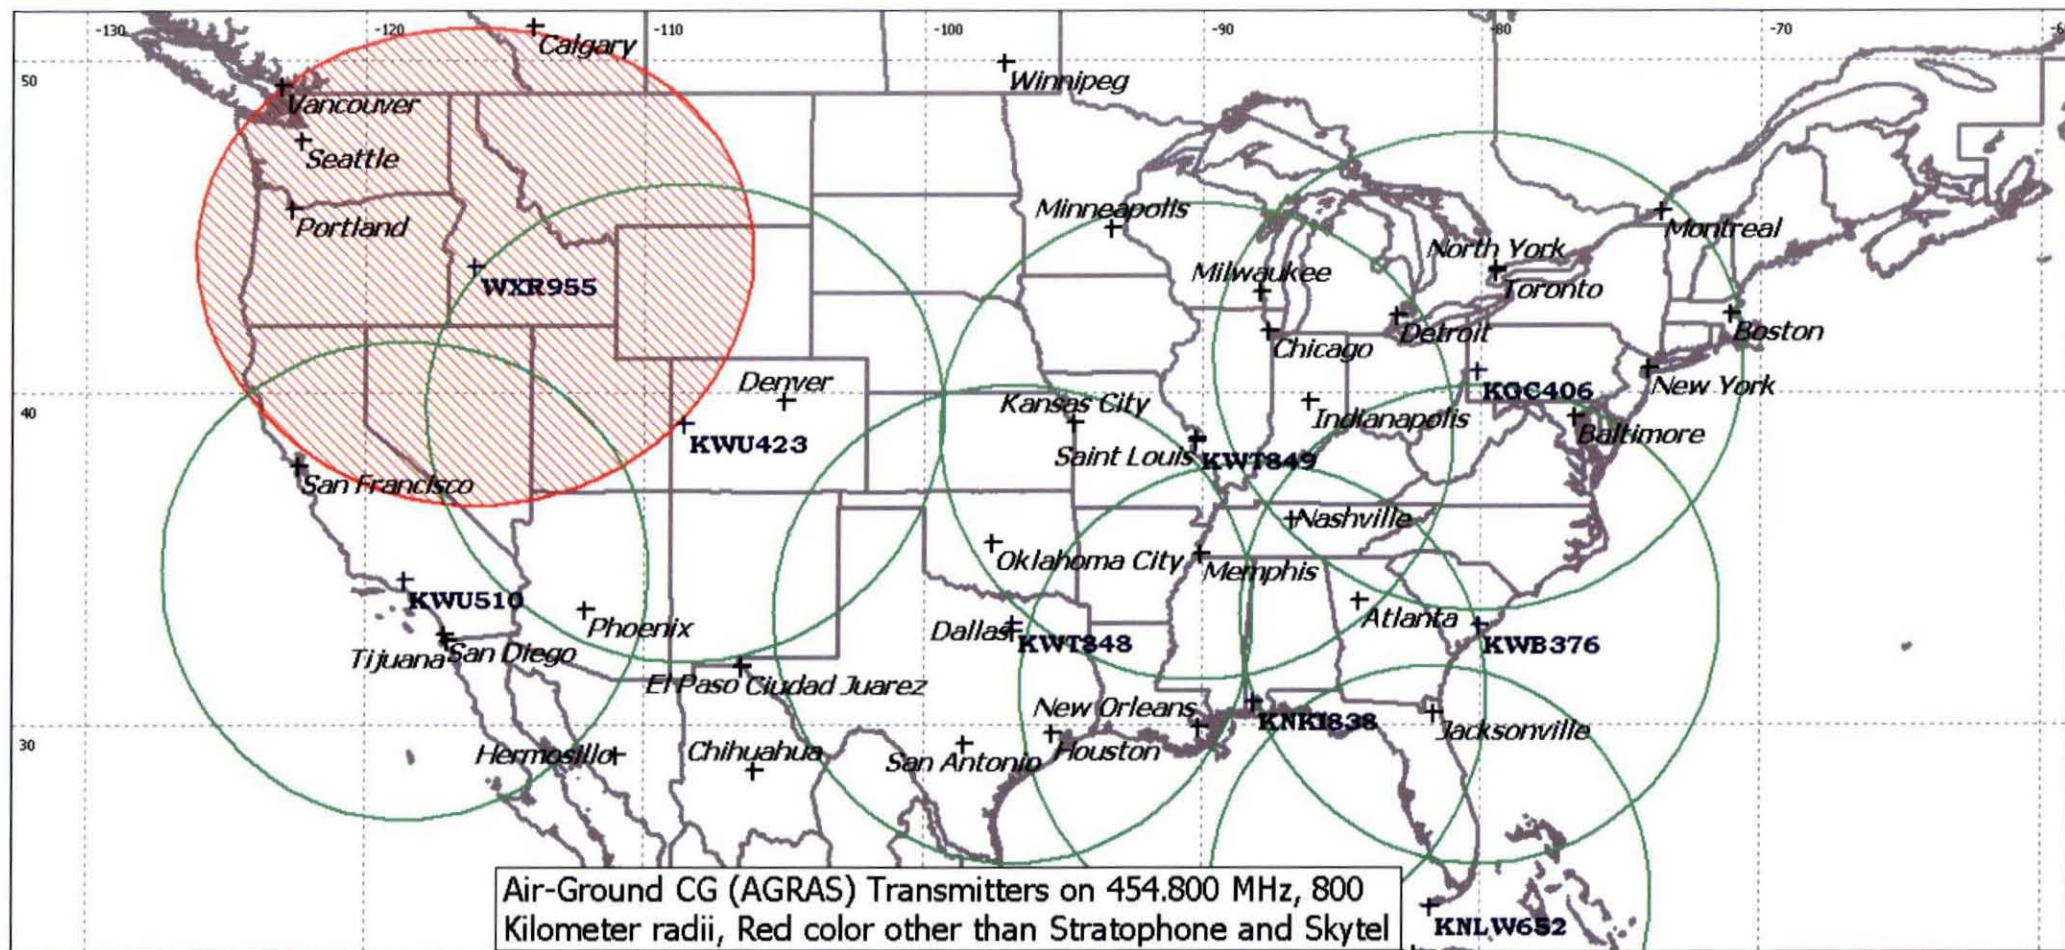 -130 -120 -110 -100 -90 -80 -70 -6
Calgary
50
Winnipeg
Vancouver
Seattle
Minneapolis
Portland
Montreal
North York
Milwaukee
WXR955
Toronto
Detroit
Boston
Chicago
Denver
New York
40
Kansas City
KGC406
Indianapolis
Baltimore
KWU423
Saint Louis
KWT849
San Francisco
Nashville
Oklahoma City
Memphis
KWU510
Atlanta
Phoenix
Dallas
KWT848
KWB376
Tijuana
San Diego
El Paso Ciudad Juarez
New Orleans
KNKI838
Jacksonville
30
Hermosillo
Chihuahua
San Antonio
Houston
Air-Ground CG (AGRAS) Transmitters on 454.800 MHz, 800
Kilometer radii, Red color other than Stratophone and Skytel
KNLW652